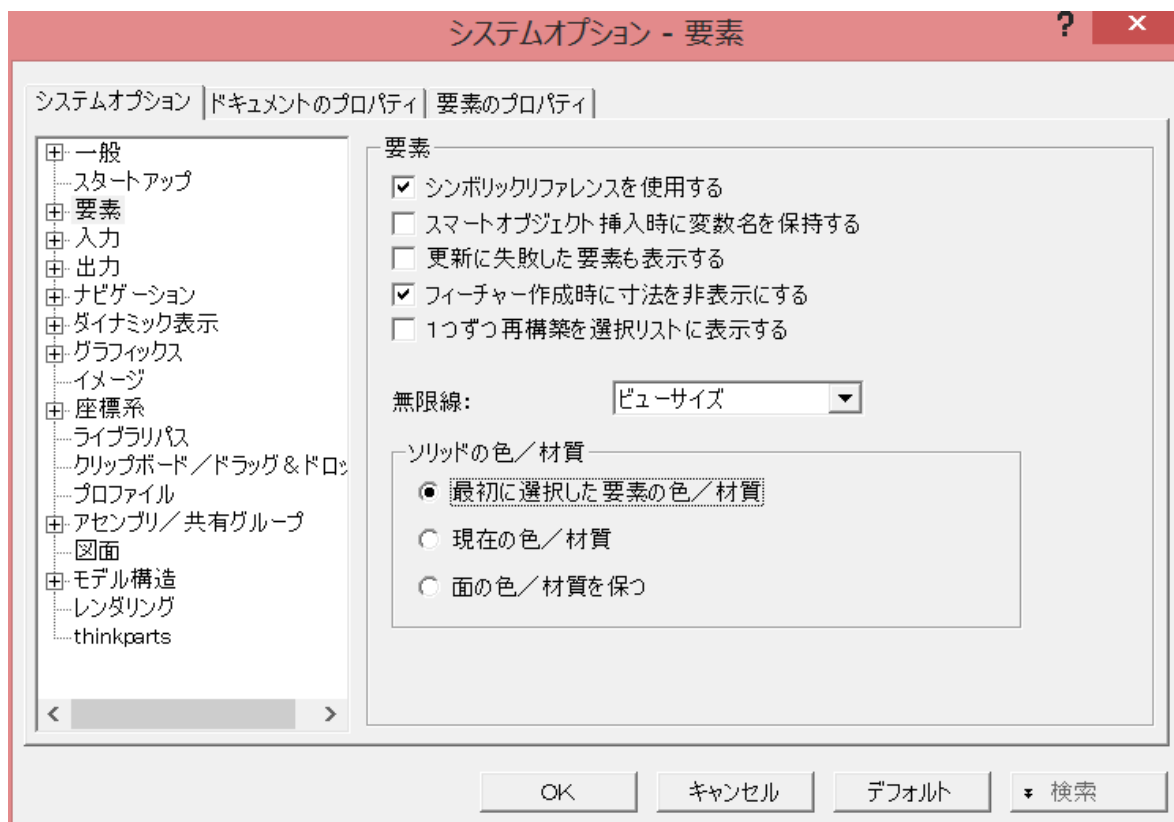 システムオプション - 要素
? ×
システムオプション ドキュメントのプロパティ 要素のプロパティ
一般
スタートアップ
要素
入力
出力
ナビゲーション
ダイナミック表示
グラフィックス
イメージ
座標系
ライブラリパス
クリップボード/ドラッグ&ドロッ
プロファイル
アセンブリ/共有グループ
図面
モデル構造
レンダリング
thinkparts
要素
シンボリックリファレンスを使用する
スマートオブジェクト挿入時に変数名を保持する
更新に失敗した要素も表示する
フィーチャー作成時に寸法を非表示にする
1つずつ再構築を選択リストに表示する
無限線: ビューサイズ
ソリッドの色/材質
最初に選択した要素の色/材質
現在の色/材質
面の色/材質を保つ
OK キャンセル デフォルト 検索